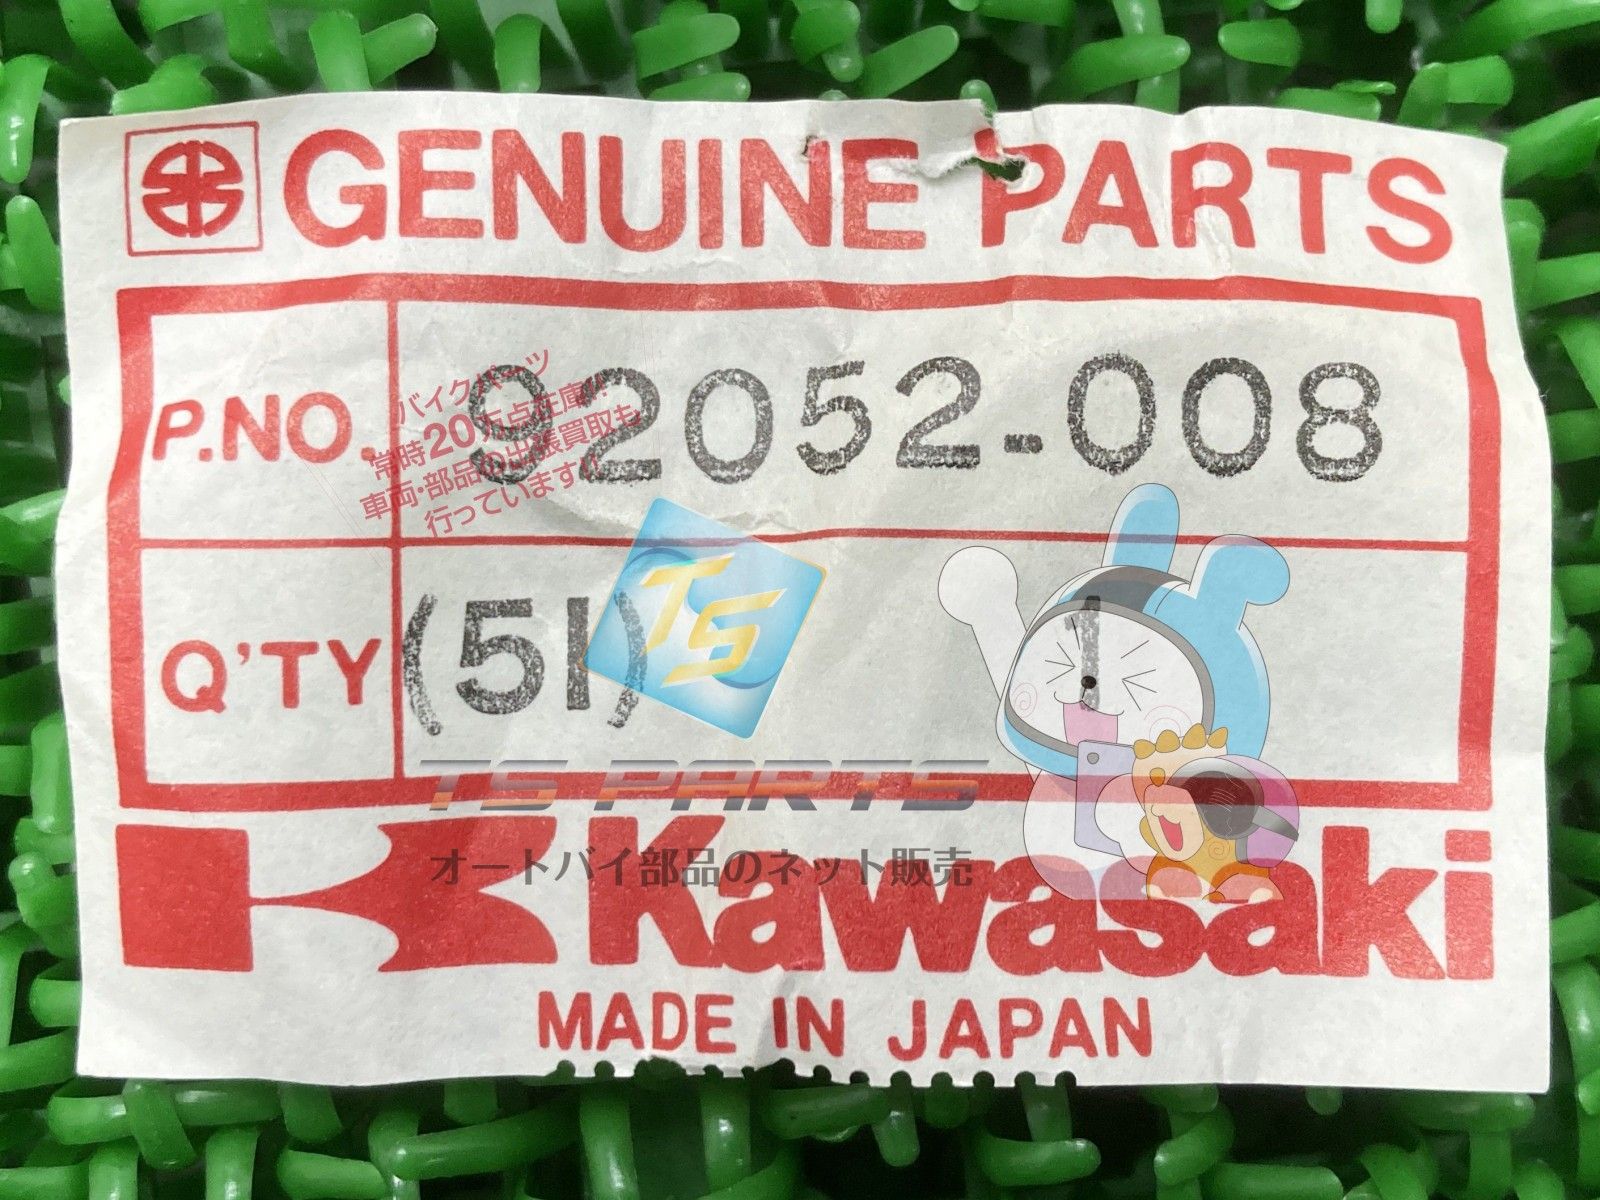 GENUINE PARTS
P.NO. 92052-008
バイクパーツ
常時20万点在庫!!
車両・部品の出張買取も
行っています!!
Q'TY (51) 1
TS
TS PARTS
オートバイ部品のネット販売
Kawasaki
MADE IN JAPAN